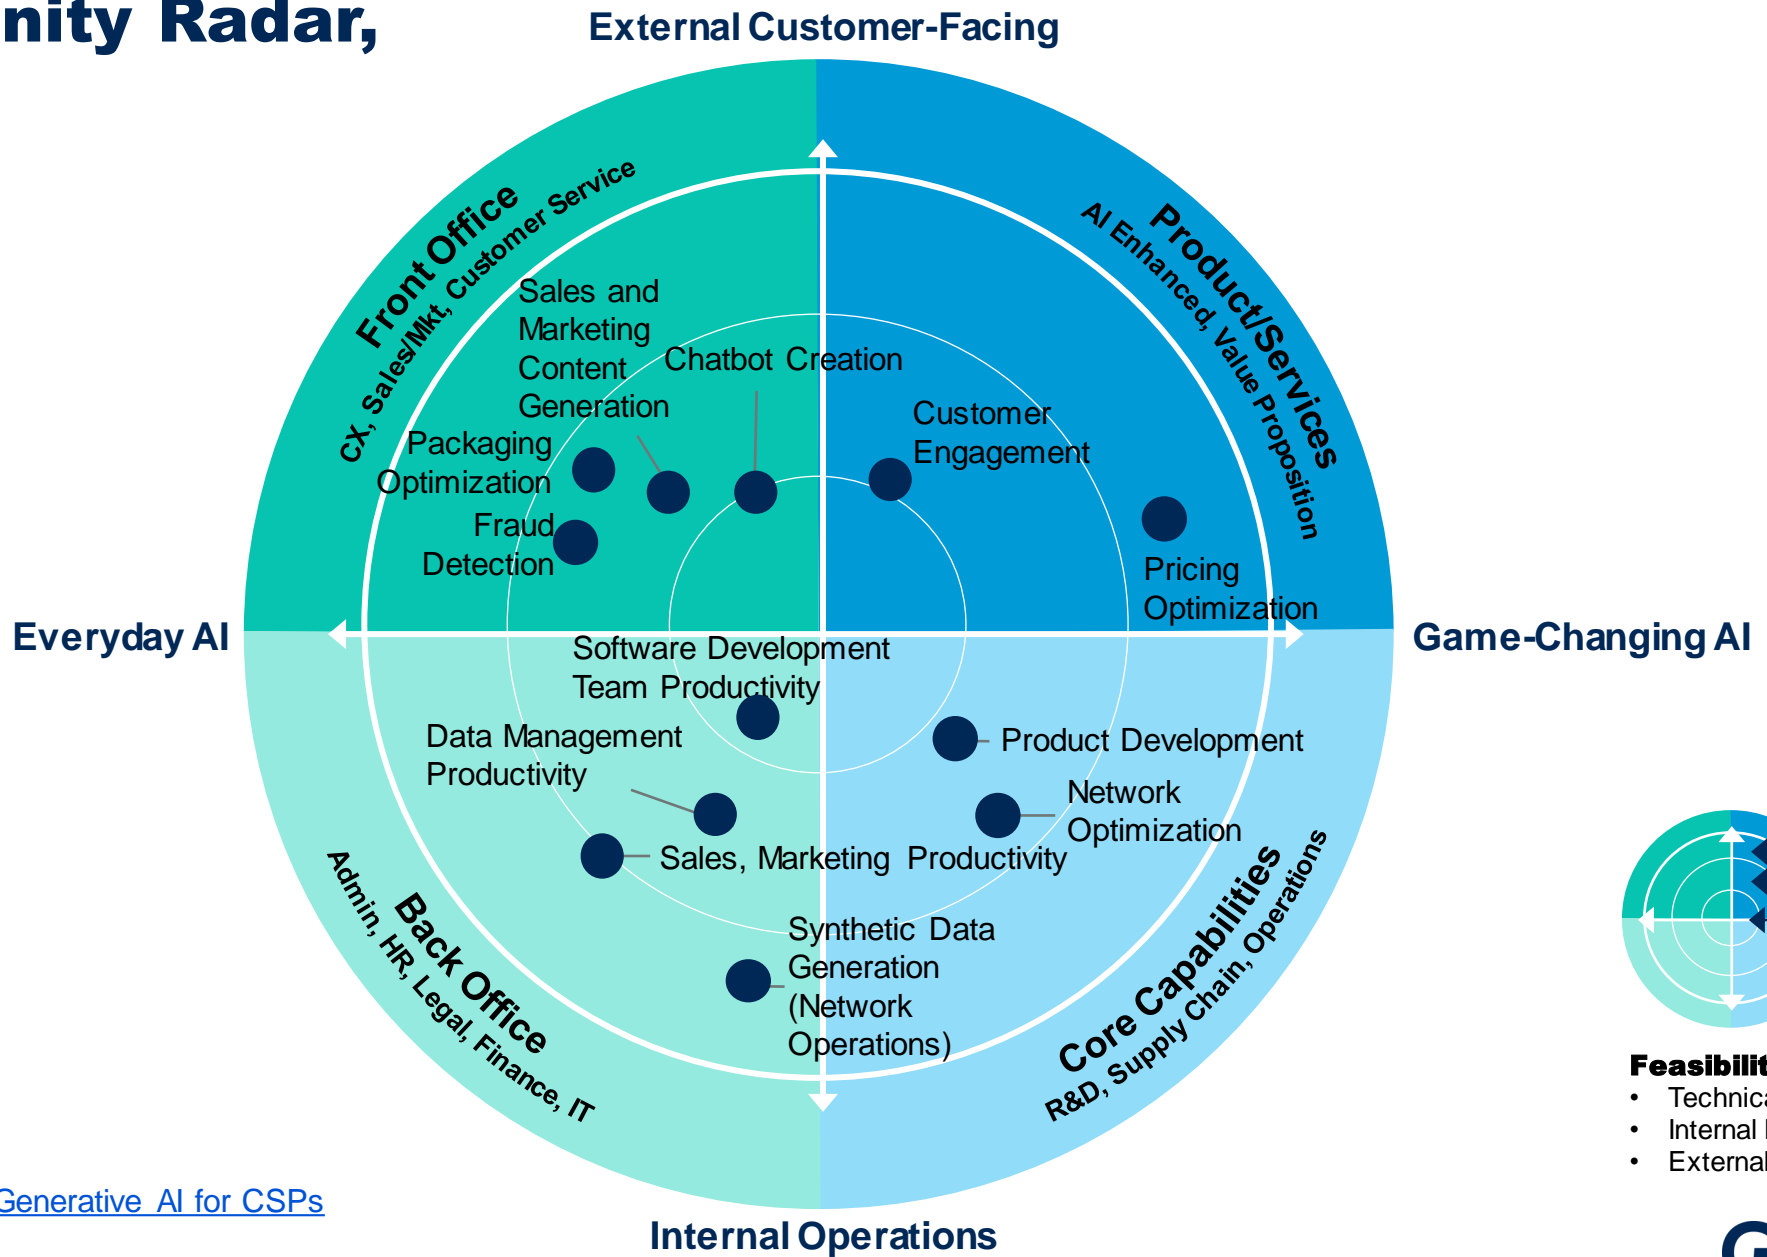 nity Radar,
External Customer-Facing
Front Office
CX, Sales/Mkt, Customer Service
Product/Services
AI Enhanced, Value Proposition
Sales and
Marketing
Content
Generation
Chatbot Creation
Customer
Engagement
Packaging
Optimization
Fraud
Detection
Pricing
Optimization
Everyday AI
Game-Changing AI
Software Development
Team Productivity
Data Management
Productivity
Product Development
Network
Optimization
Sales, Marketing Productivity
Synthetic Data
Generation
(Network
Operations)
Back Office
Admin, HR, Legal, Finance, IT
Core Capabilities
R&D, Supply Chain, Operations
Feasibilit
• Technica
• Internal
• External
Generative AI for CSPs
Internal Operations
G